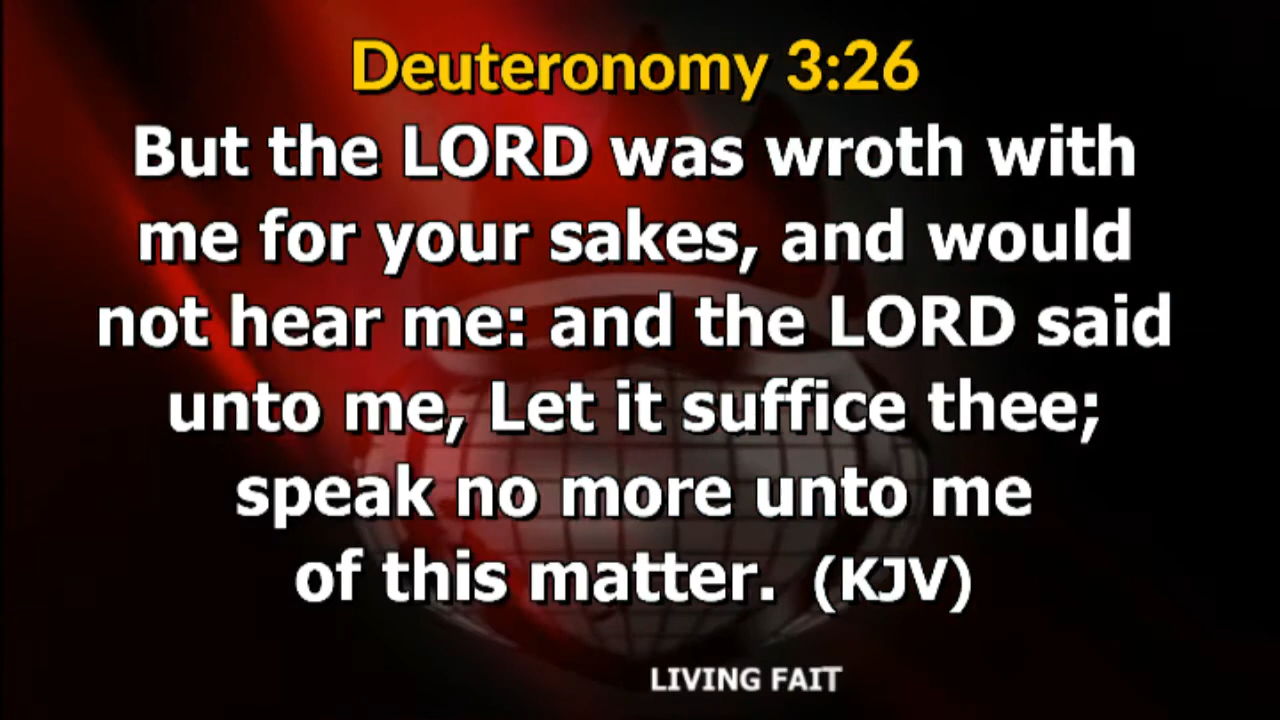 Deuteronomy 3:26
But the LORD was wroth with
me for your sakes, and would
not hear me: and the LORD said
unto me, Let it suffice thee;
speak no more unto me
of this matter. (KJV)
LIVING FAIT